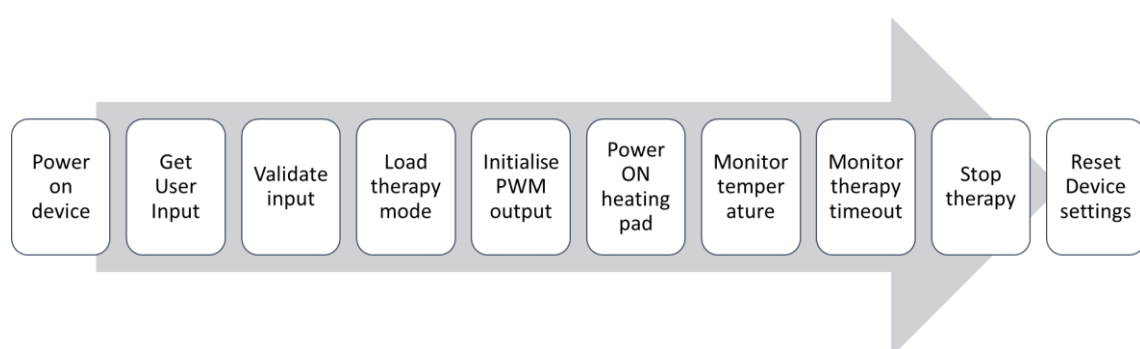 Power
on
device
Get
User
Input
Validate
input
Load
therapy
mode
Initialise
PWM
output
Power
ON
heating
pad
Monitor
temper
ature
Monitor
therapy
timeout
Stop
therapy
Reset
Device
settings